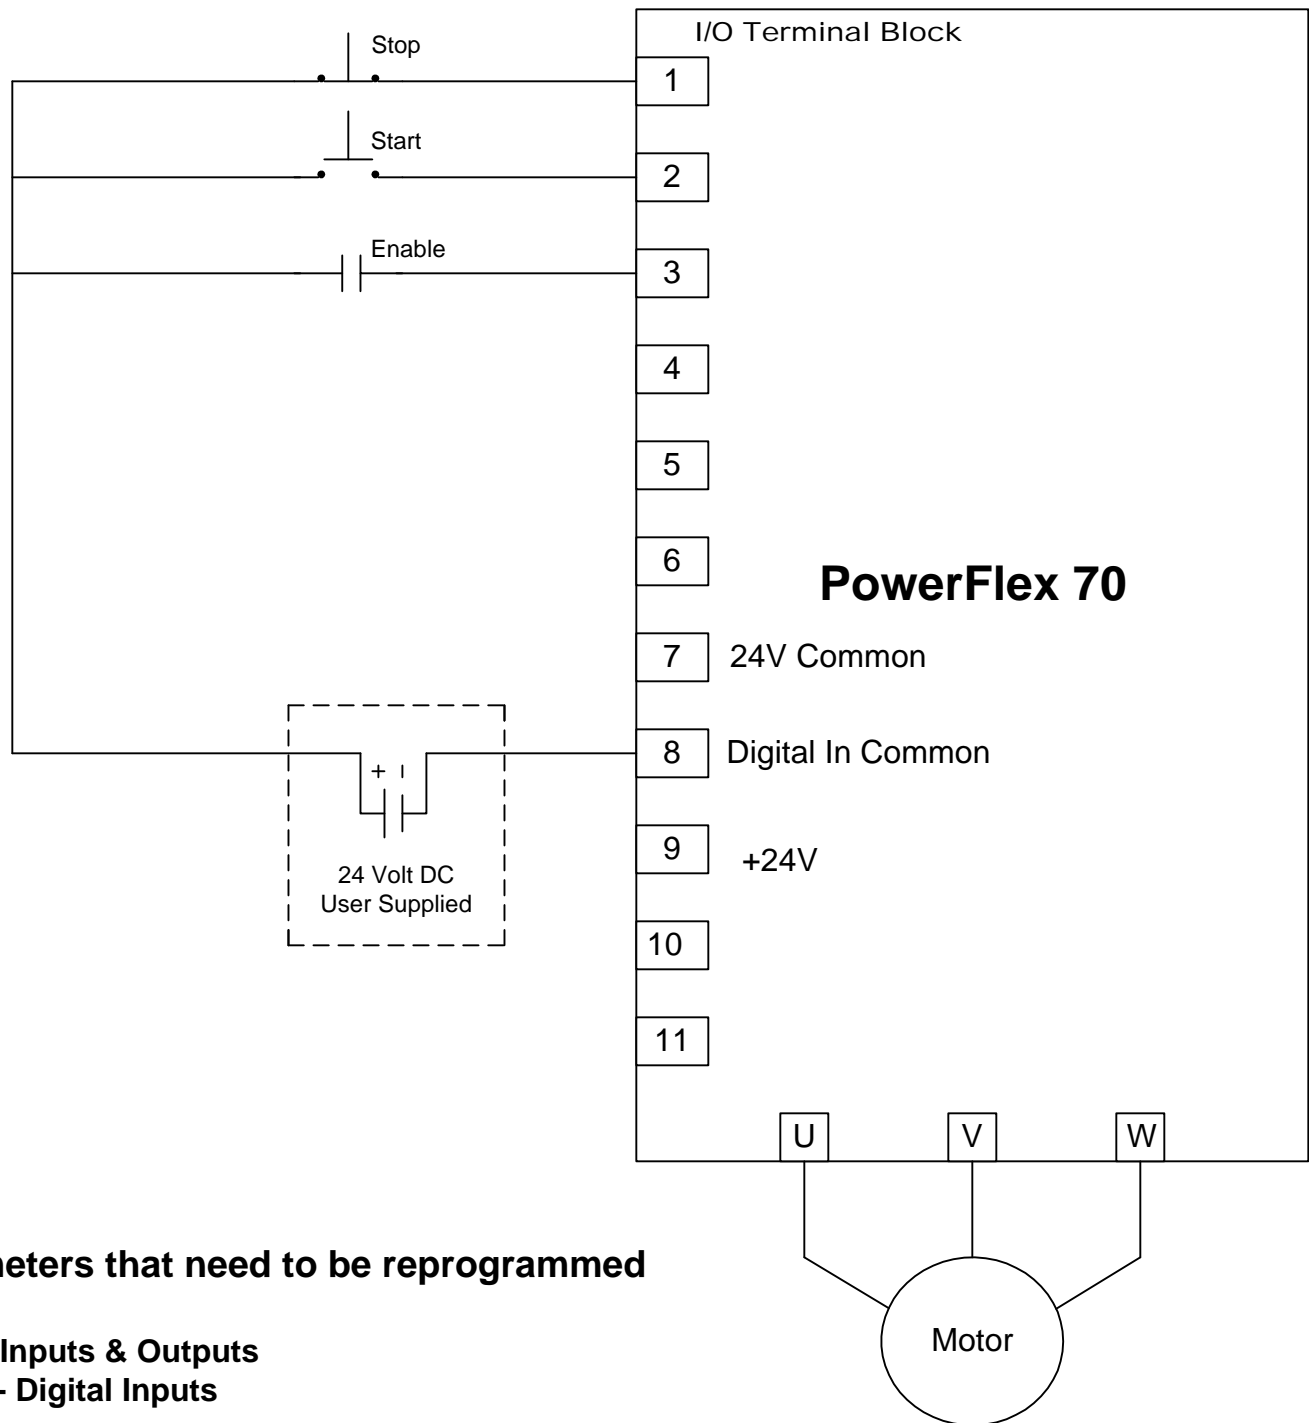 I/O Terminal Block
Stop
1
Start
2
Enable
3
4
5
6
PowerFlex 70
7
24V Common
8
Digital In Common
+ -
9
+24V
24 Volt DC
User Supplied
10
11
U
V
W
Motor
that need to be reprogrammed
Inputs & Outputs
- Digital Inputs